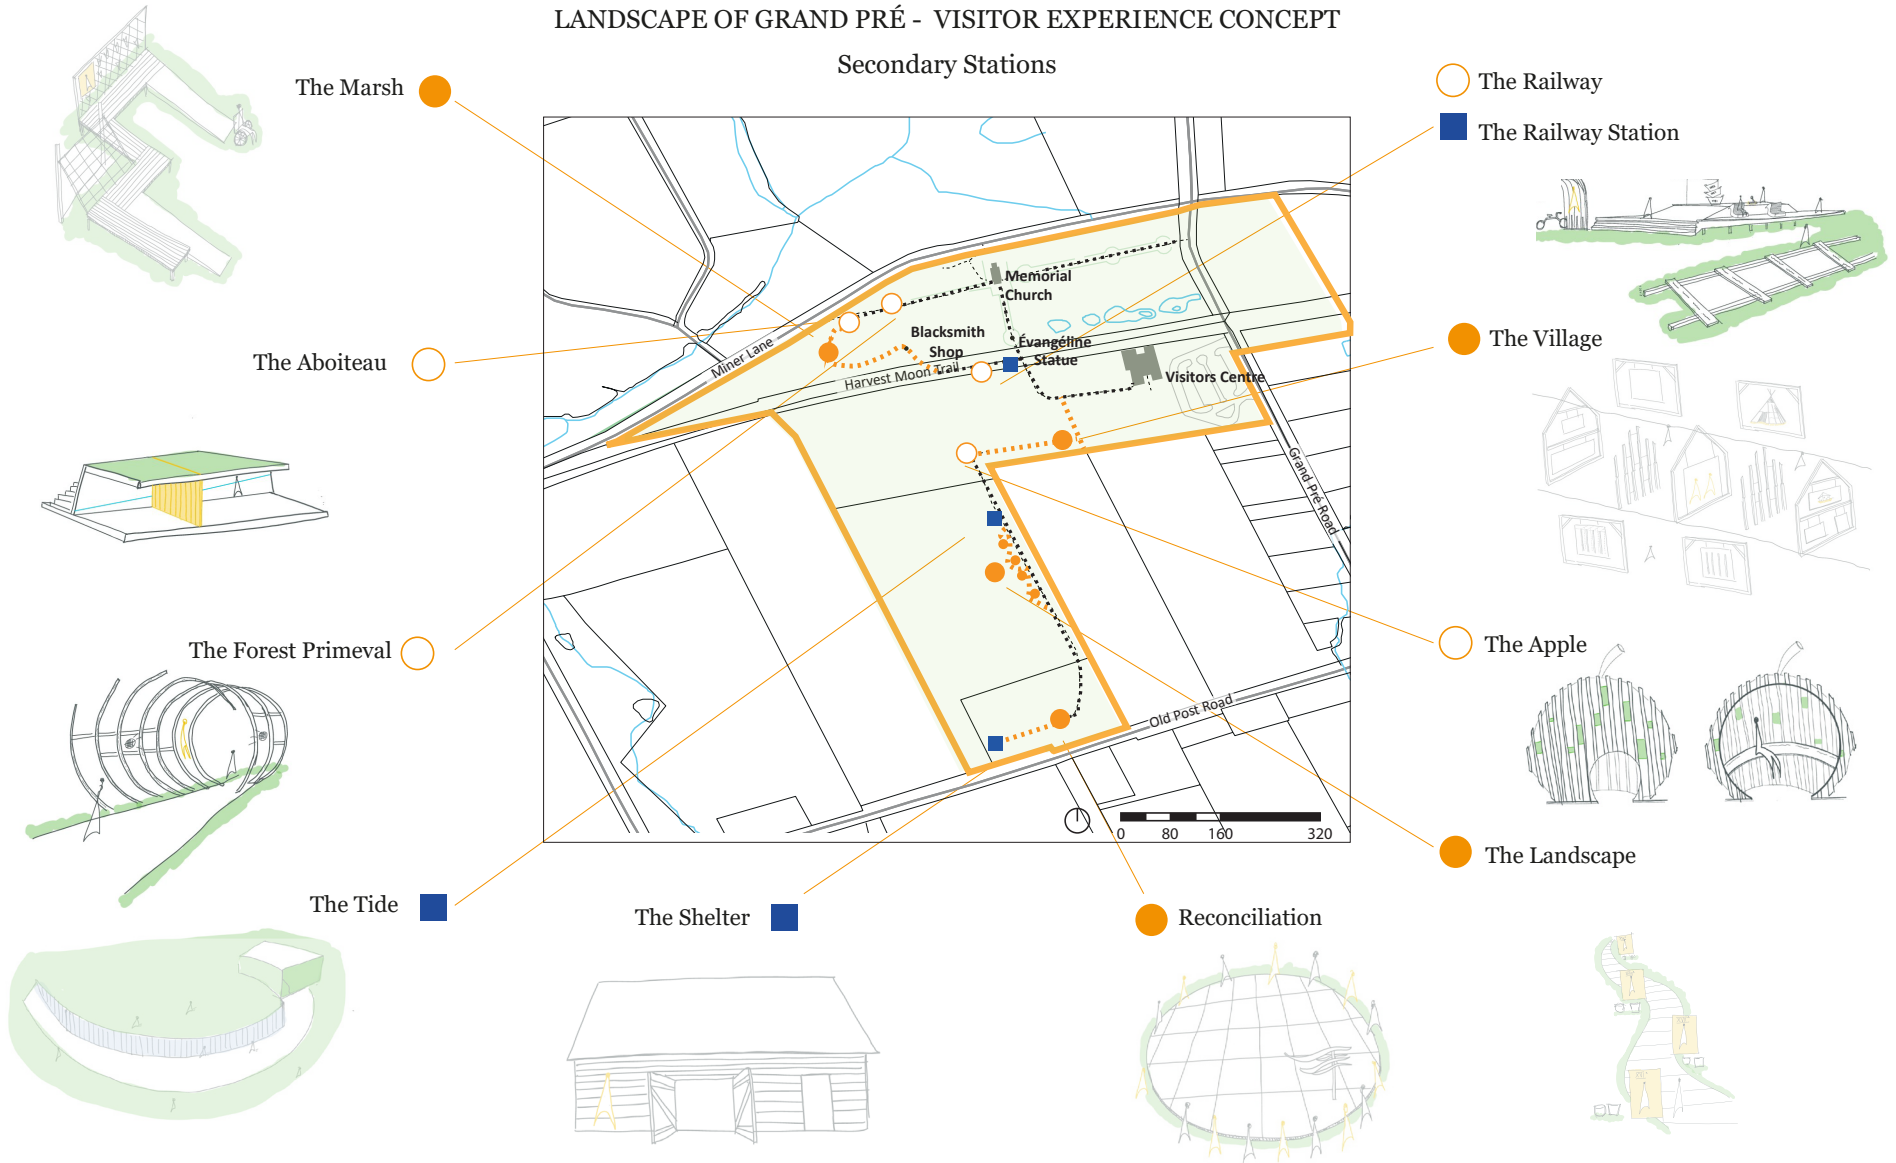 LANDSCAPE OF GRAND PRÉ - VISITOR EXPERIENCE CONCEPT
Secondary Stations
The Marsh
The Railway
The Railway Station
The Aboiteau
The Village
The Forest Primeval
The Apple
The Tide
The Shelter
Reconciliation
The Landscape
Memorial
Church
Blacksmith
Shop
Évangéline
Statue
Visitors Centre
Miner Lane
Harvest Moon Trail
Grand Pré Road
Old Post Road
0 80 160 320